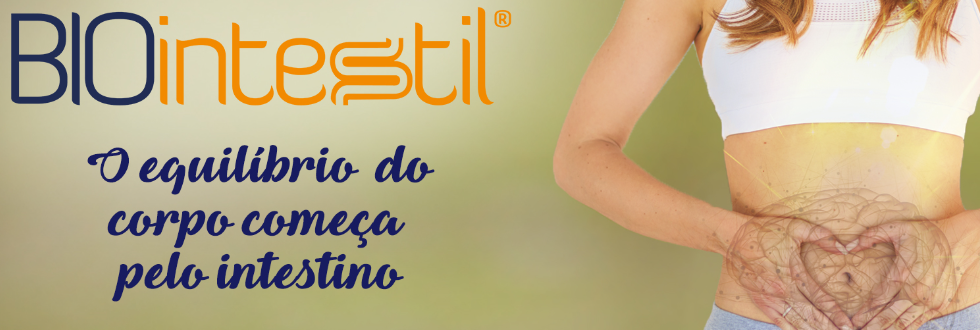 BIOintestil®
O equilíbrio do
corpo começa
pelo intestino